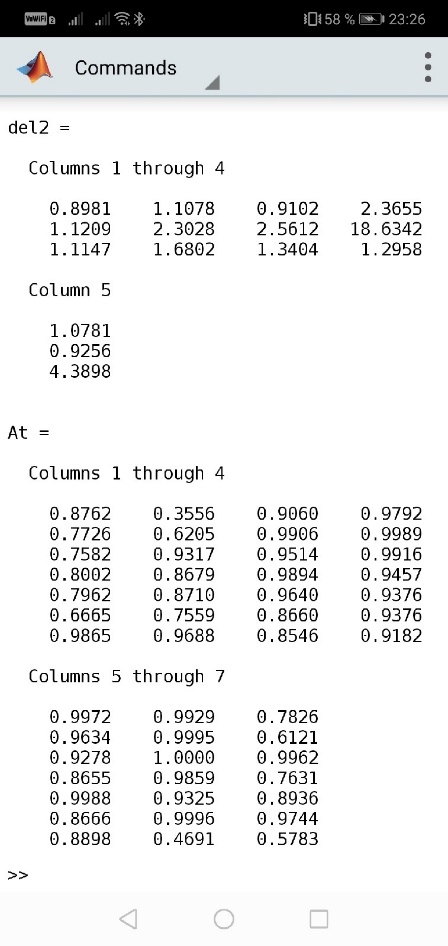 VoWiFi 2 58 % 23:26
Commands
del2 =
Columns 1 through 4
0.8981 1.1078 0.9102 2.3655
1.1209 2.3028 2.5612 18.6342
1.1147 1.6802 1.3404 1.2958
Column 5
1.0781
0.9256
4.3898
At =
Columns 1 through 4
0.8762 0.3556 0.9060 0.9792
0.7726 0.6205 0.9906 0.9989
0.7582 0.9317 0.9514 0.9916
0.8002 0.8679 0.9894 0.9457
0.7962 0.8710 0.9640 0.9376
0.6665 0.7559 0.8660 0.9376
0.9865 0.9688 0.8546 0.9182
Columns 5 through 7
0.9972 0.9929 0.7826
0.9634 0.9995 0.6121
0.9278 1.0000 0.9962
0.8655 0.9859 0.7631
0.9988 0.9325 0.8936
0.8666 0.9996 0.9744
0.8898 0.4691 0.5783
>>